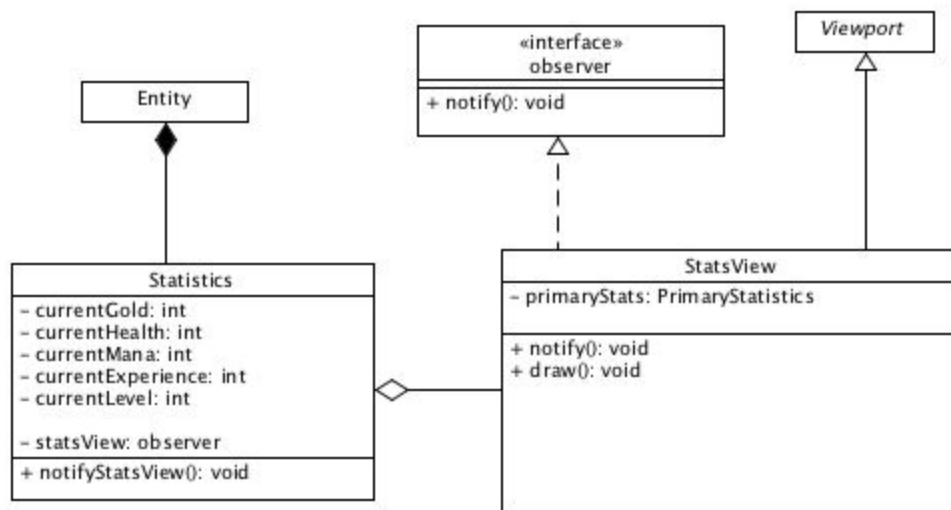 Viewport
«interface»
observer
+ notify(): void
Entity
Statistics
- currentGold: int
- currentHealth: int
- currentMana: int
- currentExperience: int
- currentLevel: int
- statsView: observer
+ notifyStatsView(): void
StatsView
- primaryStats: PrimaryStatistics
+ notify(): void
+ draw(): void